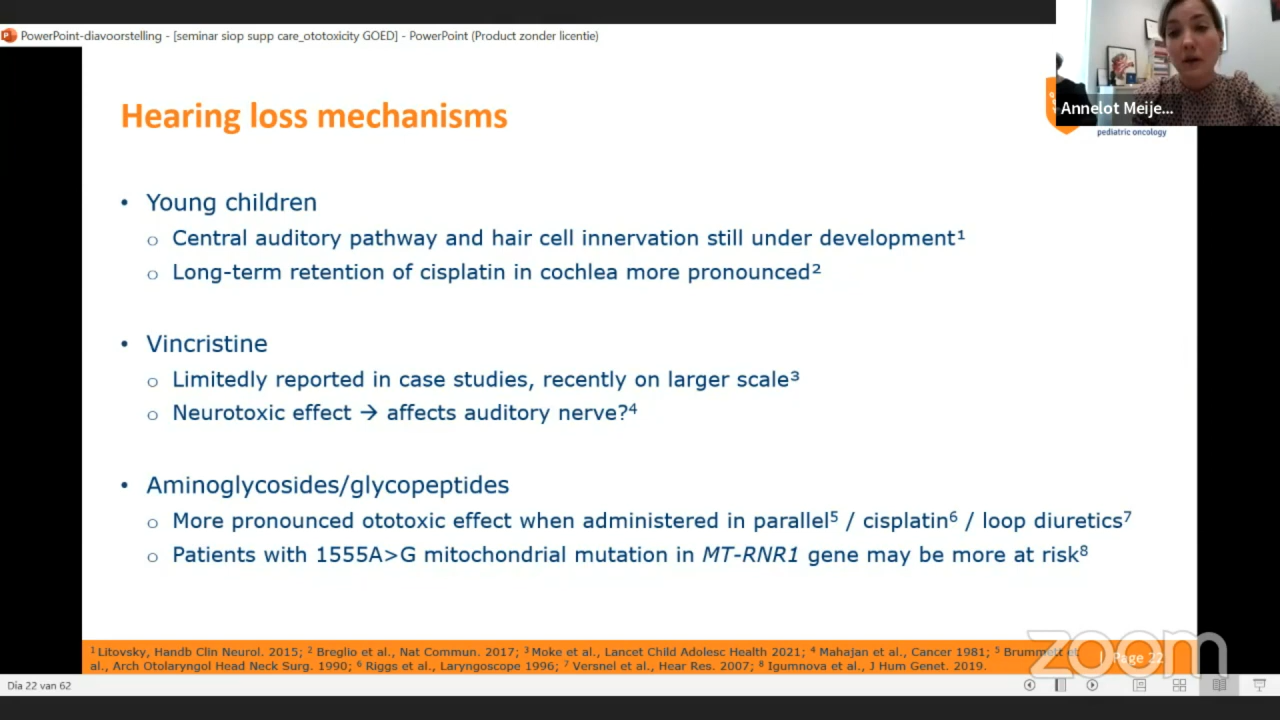 PowerPoint-diavoorstelling - [seminar siop supp care_ototoxicity GOED] - PowerPoint (Product zonder licentie)
Annelot Meije...
pediatric oncology
Hearing loss mechanisms
• Young children
o Central auditory pathway and hair cell innervation still under development¹
o Long-term retention of cisplatin in cochlea more pronounced²
• Vincristine
o Limitedly reported in case studies, recently on larger scale³
o Neurotoxic effect → affects auditory nerve?⁴
• Aminoglycosides/glycopeptides
o More pronounced ototoxic effect when administered in parallel⁵ / cisplatin⁶ / loop diuretics⁷
o Patients with 1555A>G mitochondrial mutation in MT-RNR1 gene may be more at risk⁸
¹ Litovsky, Handb Clin Neurol. 2015; ² Breglio et al., Nat Commun. 2017; ³ Moke et al., Lancet Child Adolesc Health 2021; ⁴ Mahajan et al., Cancer 1981; ⁵ Brummett et
al., Arch Otolaryngol Head Neck Surg. 1990; ⁶ Riggs et al., Laryngoscope 1996; ⁷ Versnel et al., Hear Res. 2007; ⁸ Igumnova et al., J Hum Genet. 2019.
| Page 22
zoom
Dia 22 van 62